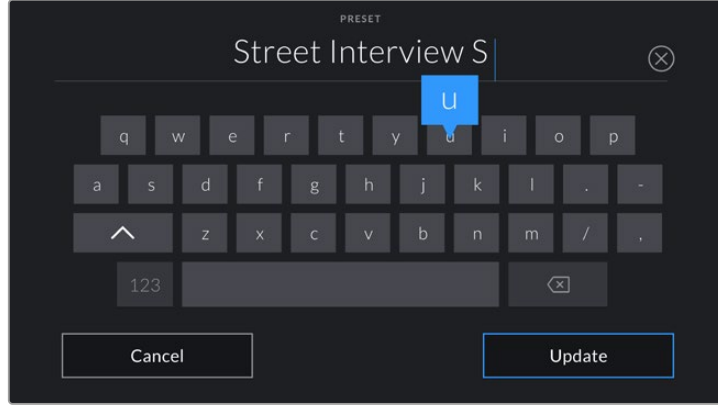 PRESET
Street Interview S
u
q w e r t y u i o p
a s d f g h j k l . -
z x c v b n m / ,
123
Cancel Update